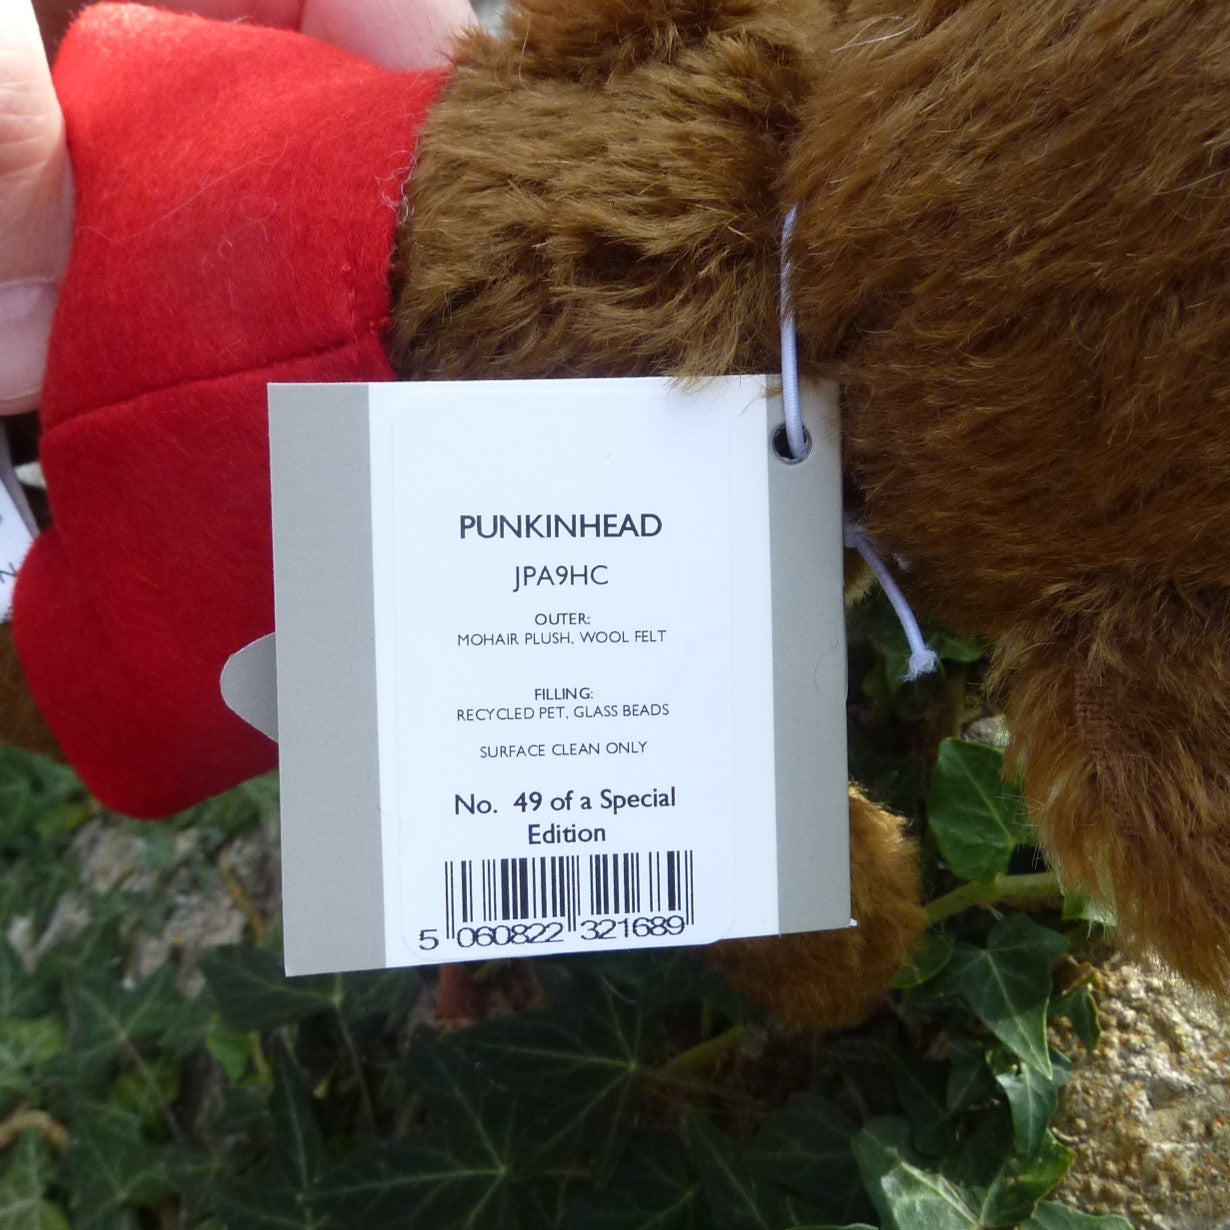 PUNKINHEAD
JPA9HC
OUTER:
MOHAIR PLUSH, WOOL FELT
FILLING:
RECYCLED PET, GLASS BEADS
SURFACE CLEAN ONLY
No. 49 of a Special
Edition
5 060822 321689